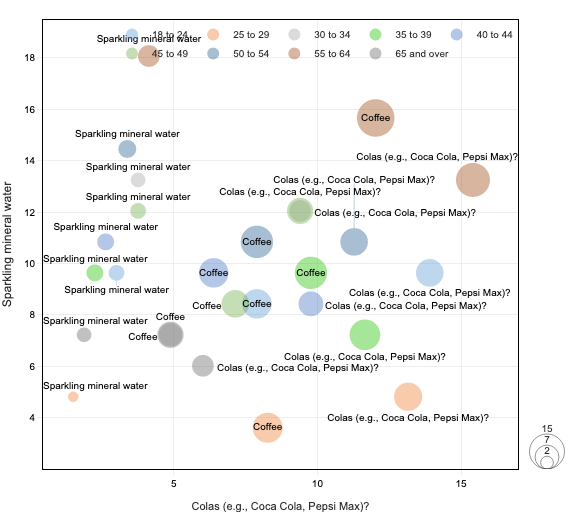 18 to 24 25 to 29 30 to 34 35 to 39 40 to 44
Sparkling mineral water
45 to 49 50 to 54 55 to 64 65 and over
18
16
Coffee
Sparkling mineral water
14
Colas (e.g., Coca Cola, Pepsi Max)?
Sparkling mineral water
Colas (e.g., Coca Cola, Pepsi Max)?
Colas (e.g., Coca Cola, Pepsi Max)?
Sparkling mineral water
12
Colas (e.g., Coca Cola, Pepsi Max)?
Sparkling mineral water
Coffee
Sparkling mineral water
10
Coffee
Coffee
Sparkling mineral water
Colas (e.g., Coca Cola, Pepsi Max)?
8
Coffee
Coffee
Colas (e.g., Coca Cola, Pepsi Max)?
Sparkling mineral water
Coffee
Coffee
Colas (e.g., Coca Cola, Pepsi Max)?
6
Colas (e.g., Coca Cola, Pepsi Max)?
Sparkling mineral water
4
Colas (e.g., Coca Cola, Pepsi Max)?
Coffee
15
7
2
5 10 15
Colas (e.g., Coca Cola, Pepsi Max)?
Sparkling mineral water